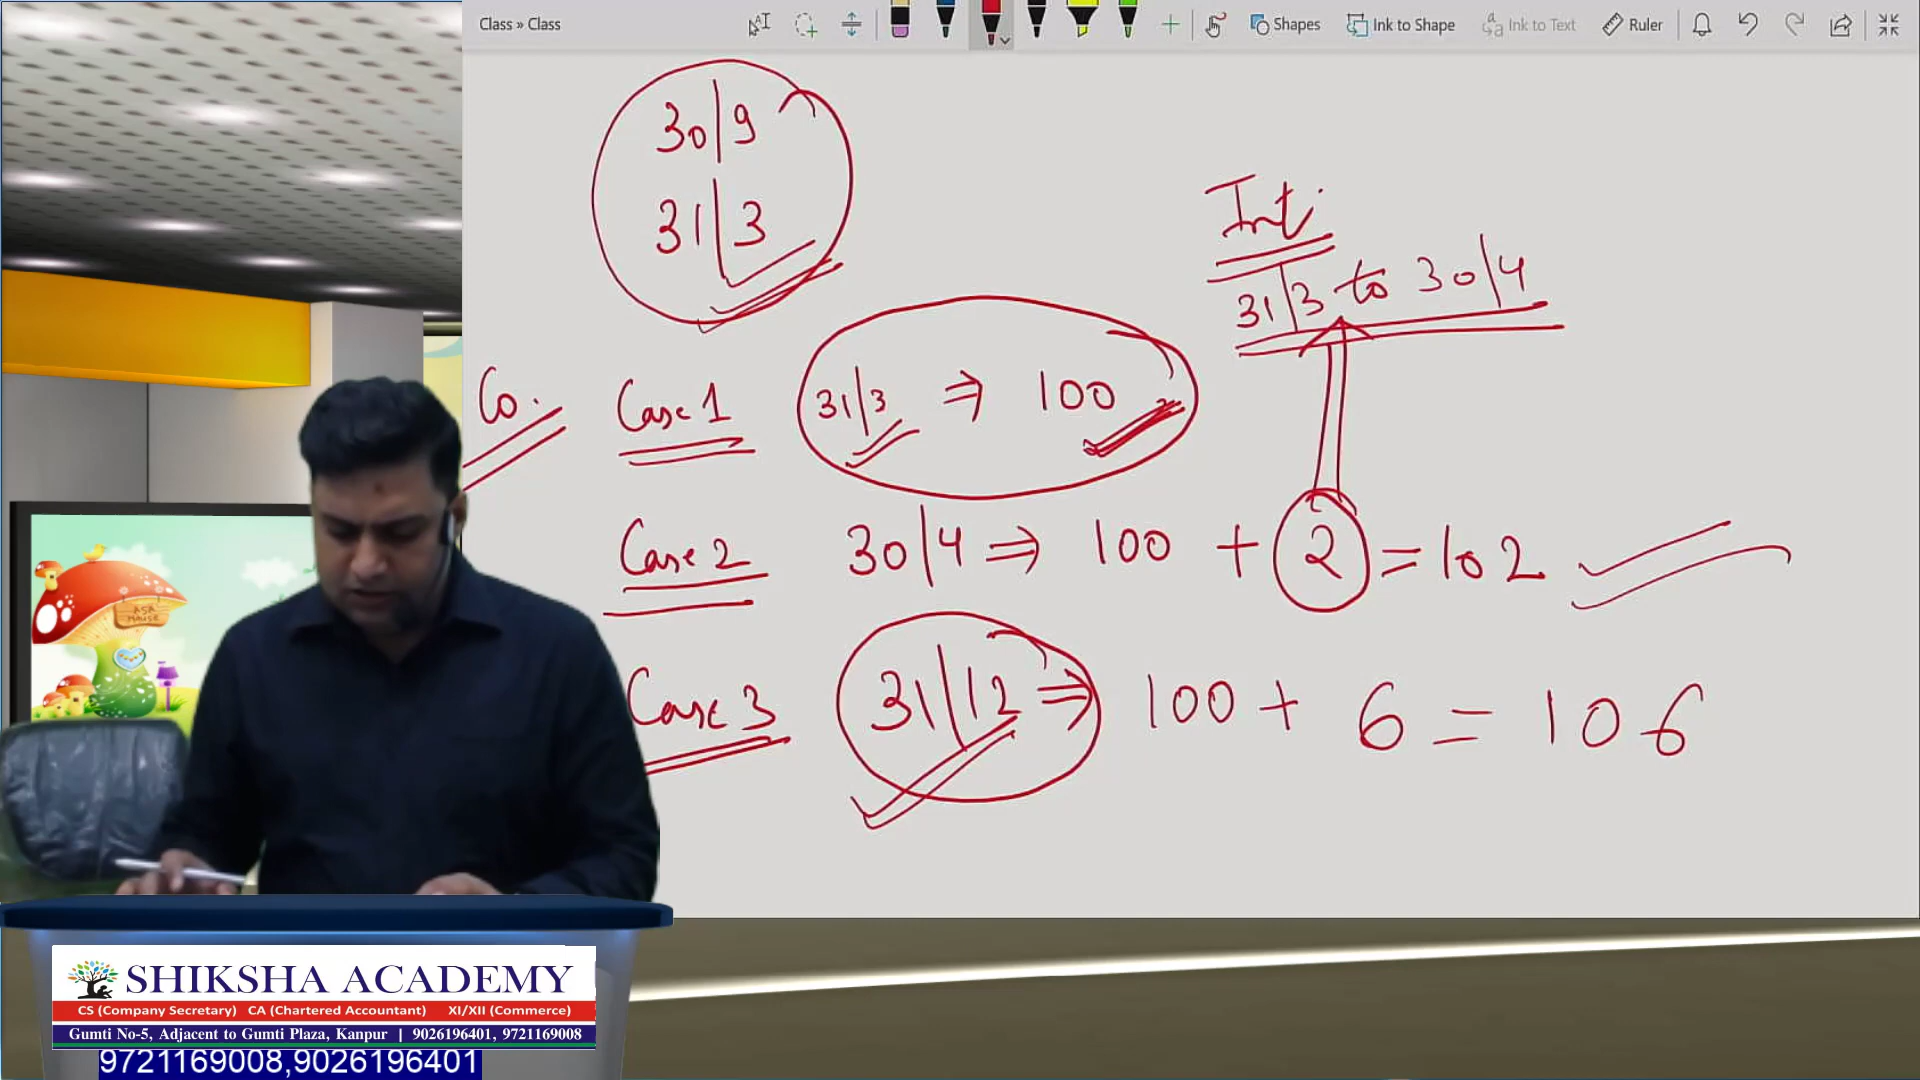 Class » Class
Shapes
Ink to Shape
Ink to Text
Ruler
30|9
31|3
Int.
31|3 to 30|4
Co.
Case 1
31|3 ⇒ 100
Case 2
30|4 ⇒ 100 + 2 = 102
Case 3
31|12 ⇒ 100 + 6 = 106
ASA
HOUSE
SHIKSHA ACADEMY
CS (Company Secretary) CA (Chartered Accountant) XI/XII (Commerce)
Gumti No-5, Adjacent to Gumti Plaza, Kanpur | 9026196401, 9721169008
9721169008,9026196401